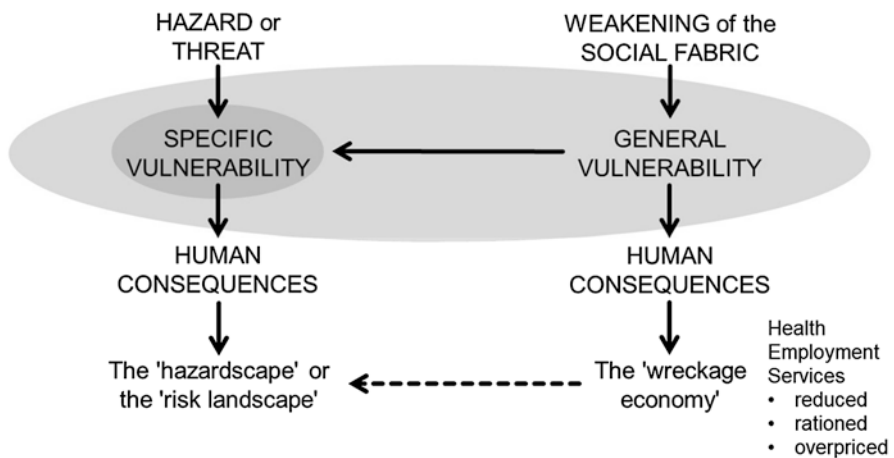 HAZARD or
THREAT
WEAKENING of the
SOCIAL FABRIC
SPECIFIC
VULNERABILITY
GENERAL
VULNERABILITY
HUMAN
CONSEQUENCES
HUMAN
CONSEQUENCES
The 'hazardscape' or
the 'risk landscape'
The 'wreckage
economy'
Health
Employment
Services
• reduced
• rationed
• overpriced